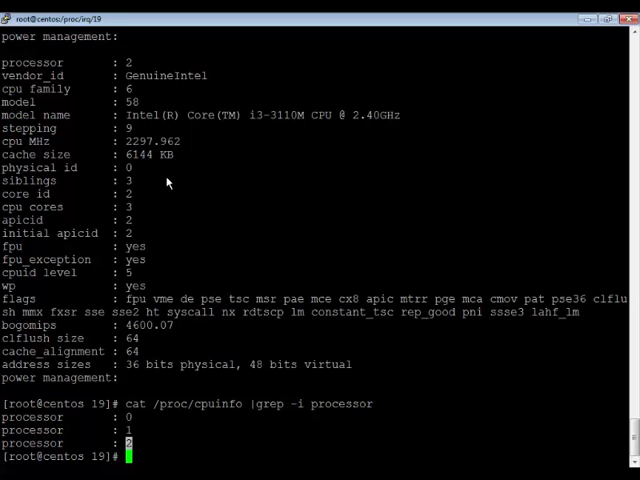 root@centos:/proc/irq/19
power management:
processor : 2
vendor_id : GenuineIntel
cpu family : 6
model : 58
model name : Intel(R) Core(TM) i3-3110M CPU @ 2.40GHz
stepping : 9
cpu MHz : 2297.962
cache size : 6144 KB
physical id : 0
siblings : 3
core id : 2
cpu cores : 3
apicid : 2
initial apicid : 2
fpu : yes
fpu_exception : yes
cpuid level : 5
wp : yes
flags : fpu vme de pse tsc msr pae mce cx8 apic mtrr pge mca cmov pat pse36 clflu
sh mmx fxsr sse sse2 ht syscall nx rdtscp lm constant_tsc rep_good pni ssse3 lahf_lm
bogomips : 4600.07
clflush size : 64
cache_alignment : 64
address sizes : 36 bits physical, 48 bits virtual
power management:
[root@centos 19]# cat /proc/cpuinfo |grep -i processor
processor : 0
processor : 1
processor : 2
[root@centos 19]#